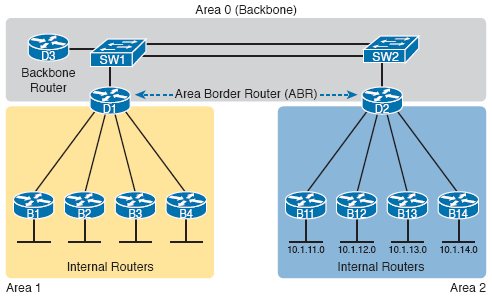 Area 0 (Backbone)
D3
SW1
SW2
Backbone
Router
Area Border Router (ABR)
D1
D2
B1
B2
B3
B4
B11
B12
B13
B14
10.1.11.0
10.1.12.0
10.1.13.0
10.1.14.0
Internal Routers
Internal Routers
Area 1
Area 2